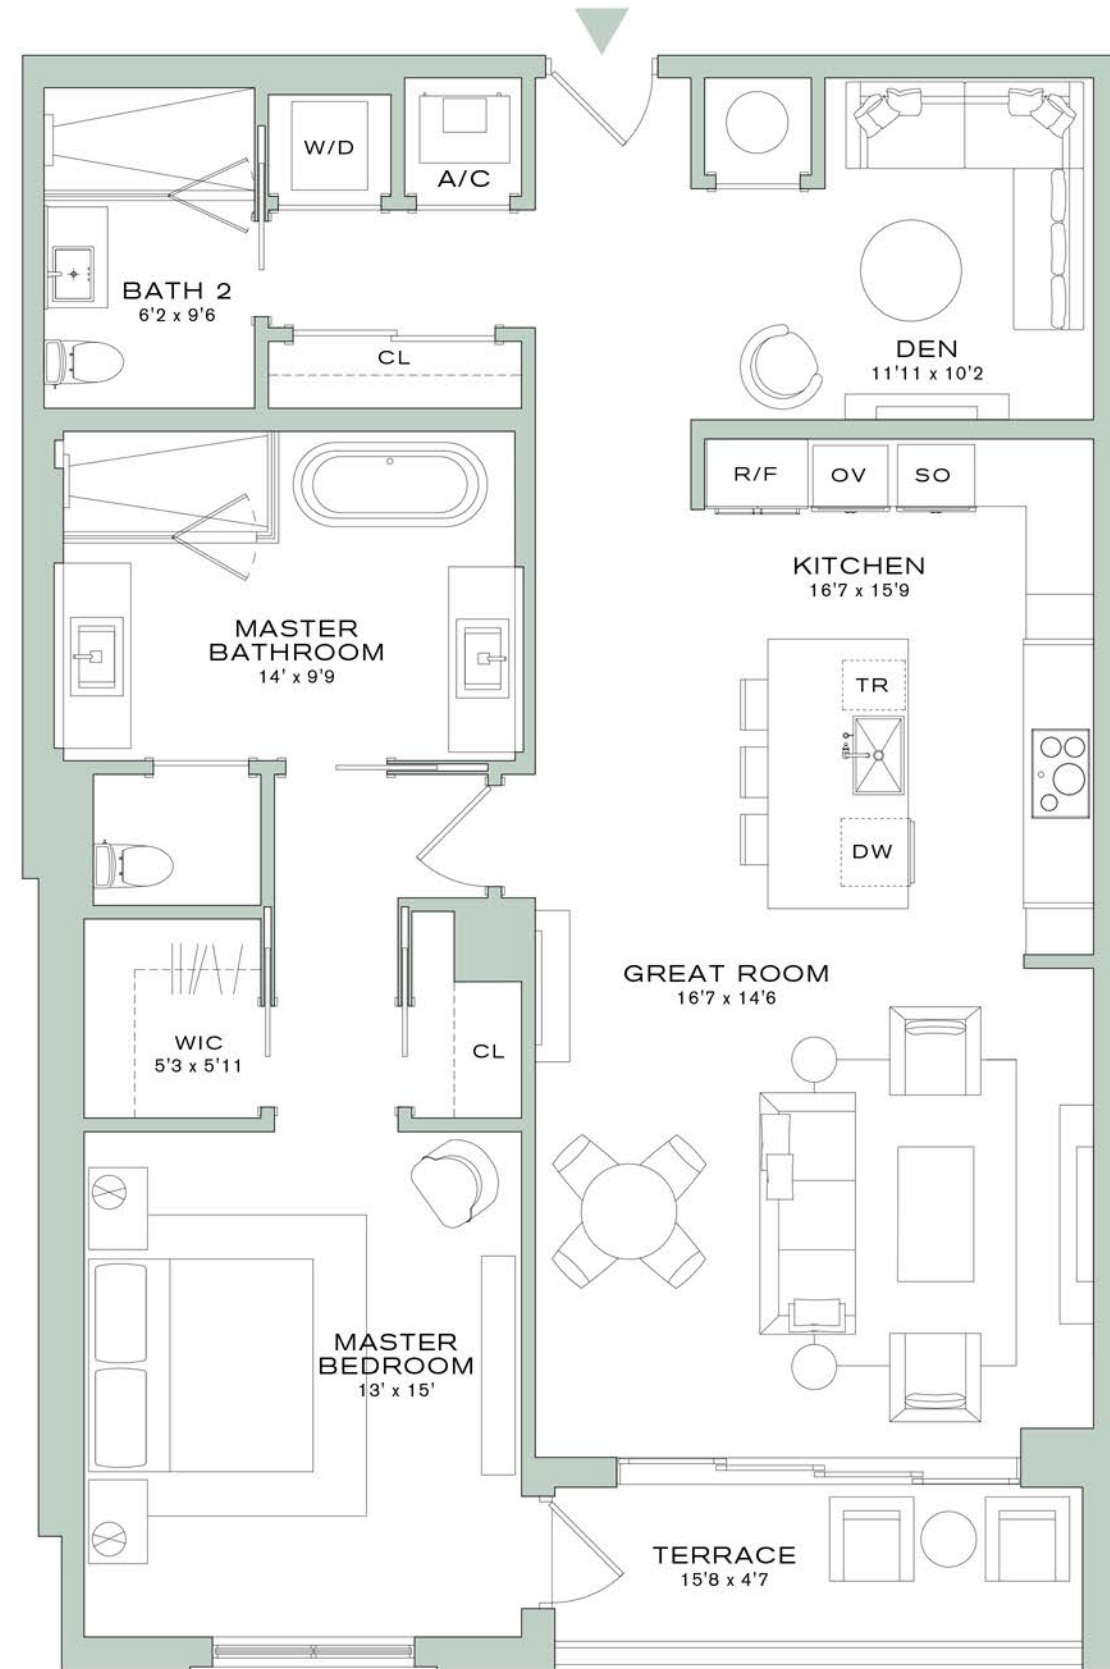 W/D
A/C
BATH 2
6'2 x 9'6
CL
DEN
11'11 x 10'2
R/F
OV
SO
KITCHEN
16'7 x 15'9
MASTER
BATHROOM
14' x 9'9
TR
DW
GREAT ROOM
16'7 x 14'6
WIC
5'3 x 5'11
CL
MASTER
BEDROOM
13' x 15'
TERRACE
15'8 x 4'7